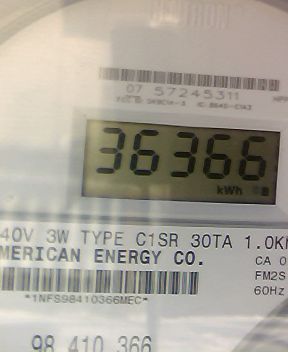 07 57245311
36366
kWh
40V 3W TYPE C1SR 30TA 1.0K
MERICAN ENERGY CO.
CA 0
FM2S
*1NFS98410366MEC*
60Hz
98 410 366